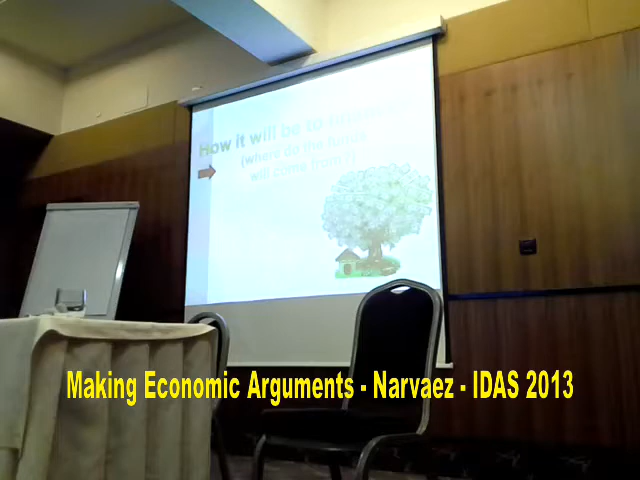 How it will be to
(where do the funds
will come from?)
Making Economic Arguments - Narvaez - IDAS 2013